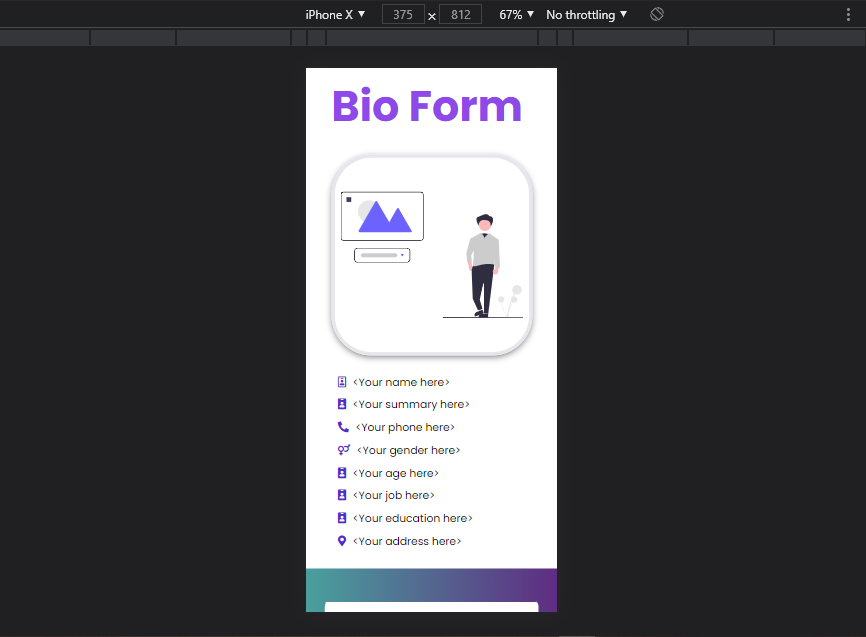 iPhone X ▼ 375 × 812 67% ▼ No throttling ▼
Bio Form
<Your name here>
<Your summary here>
<Your phone here>
<Your gender here>
<Your age here>
<Your job here>
<Your education here>
<Your address here>